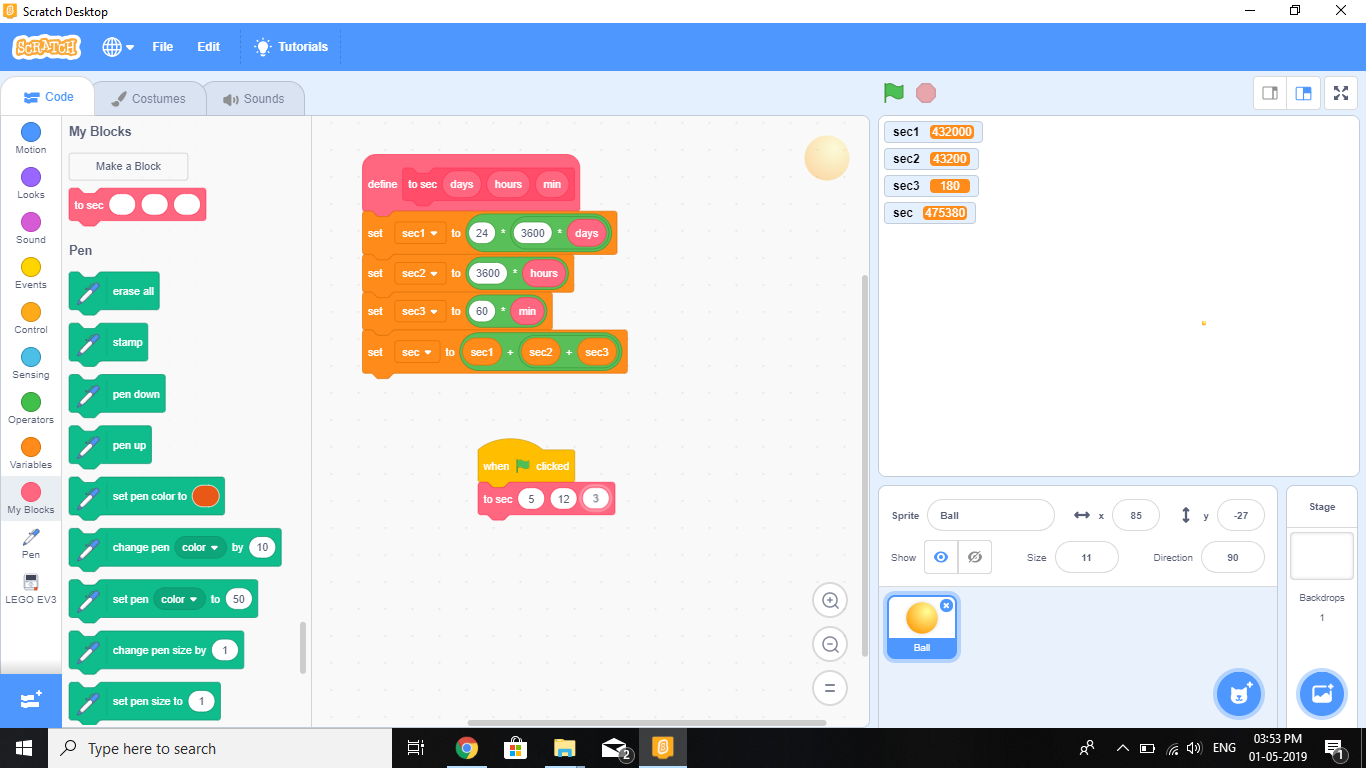 Scratch Desktop
SCRATCH
File Edit Tutorials
Code Costumes Sounds
Motion
Looks
Sound
Events
Control
Sensing
Operators
Variables
My Blocks
Pen
LEGO EV3
My Blocks
Make a Block
to sec
Pen
erase all
stamp
pen down
pen up
set pen color to
change pen color by 10
set pen color to 50
change pen size by 1
set pen size to 1
define to sec days hours min
set sec1 to 24 * 3600 * days
set sec2 to 3600 * hours
set sec3 to 60 * min
set sec to sec1 + sec2 + sec3
when clicked
to sec 5 12 3
sec1 432000
sec2 43200
sec3 180
sec 475380
Sprite Ball x 85 y -27
Show Size 11 Direction 90
Ball
Stage
Backdrops
1
Type here to search
2
ENG
03:53 PM
01-05-2019
1